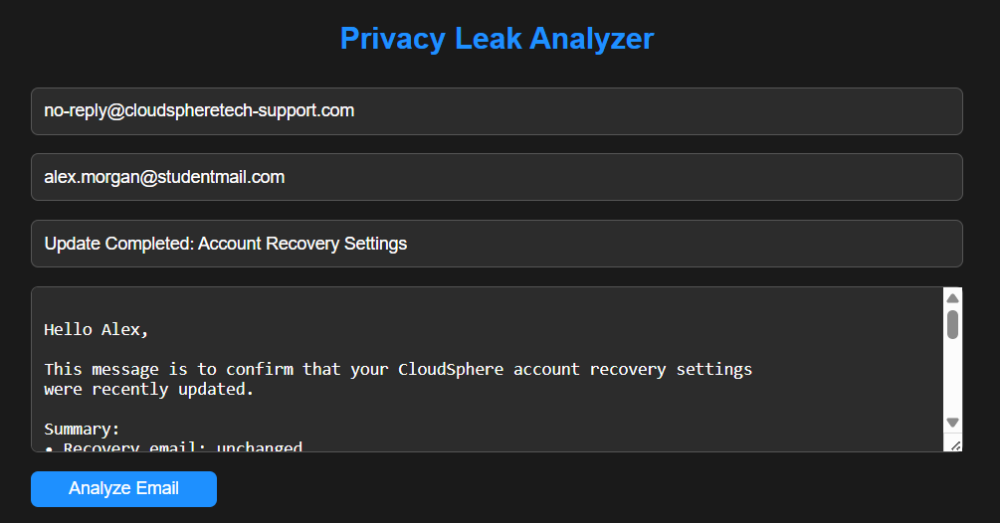 Privacy Leak Analyzer
no-reply@cloudspheretech-support.com
alex.morgan@studentmail.com
Update Completed: Account Recovery Settings
Hello Alex,
This message is to confirm that your CloudSphere account recovery settings
were recently updated.
Summary:
• Recovery email: unchanged
Analyze Email